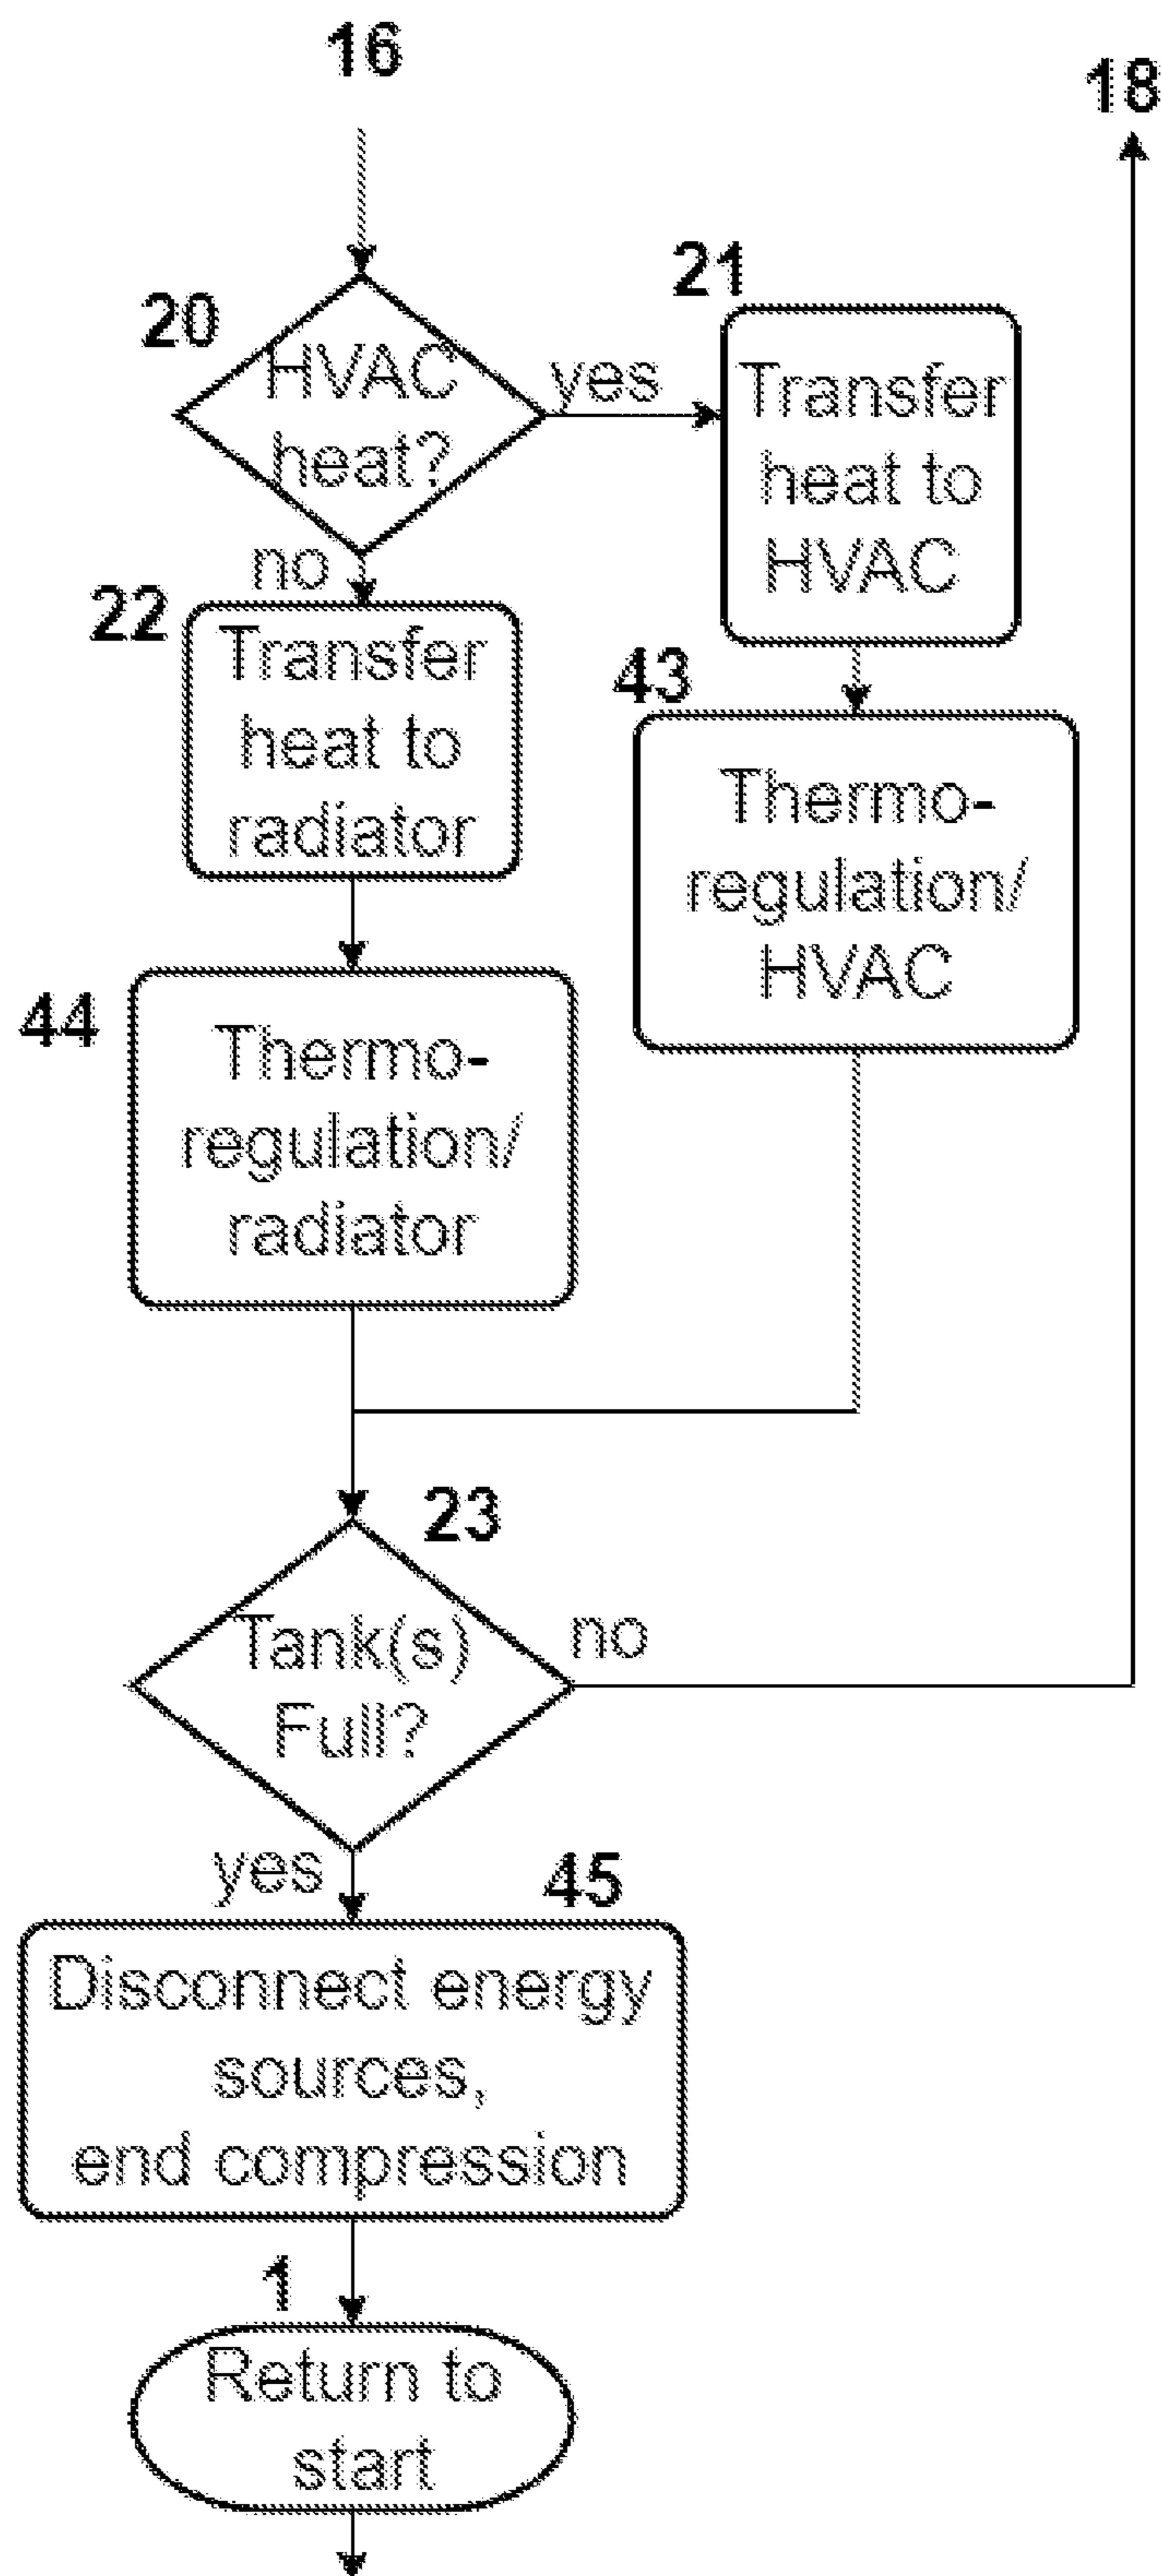 16
18
20
HVAC
heat?
yes
21
Transfer
heat to
HVAC
no
22
Transfer
heat to
radiator
43
Thermo-
regulation/
HVAC
44
Thermo-
regulation/
radiator
23
Tank(s)
Full?
no
yes
45
Disconnect energy
sources,
end compression
1
Return to
start